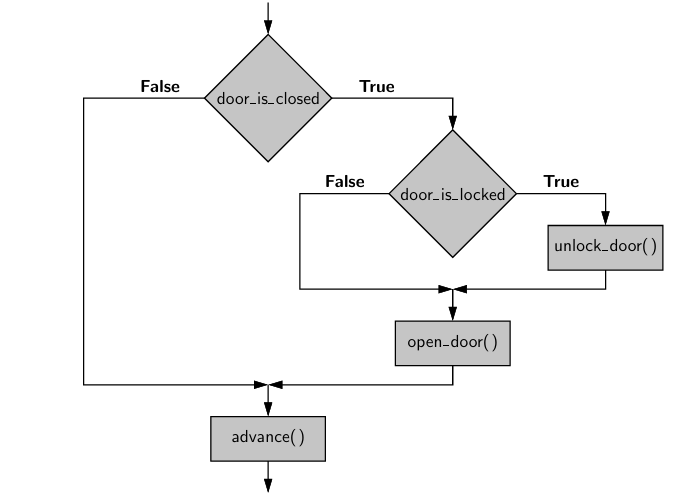 False
True
door_is_closed
False
True
door_is_locked
unlock_door()
open_door()
advance()